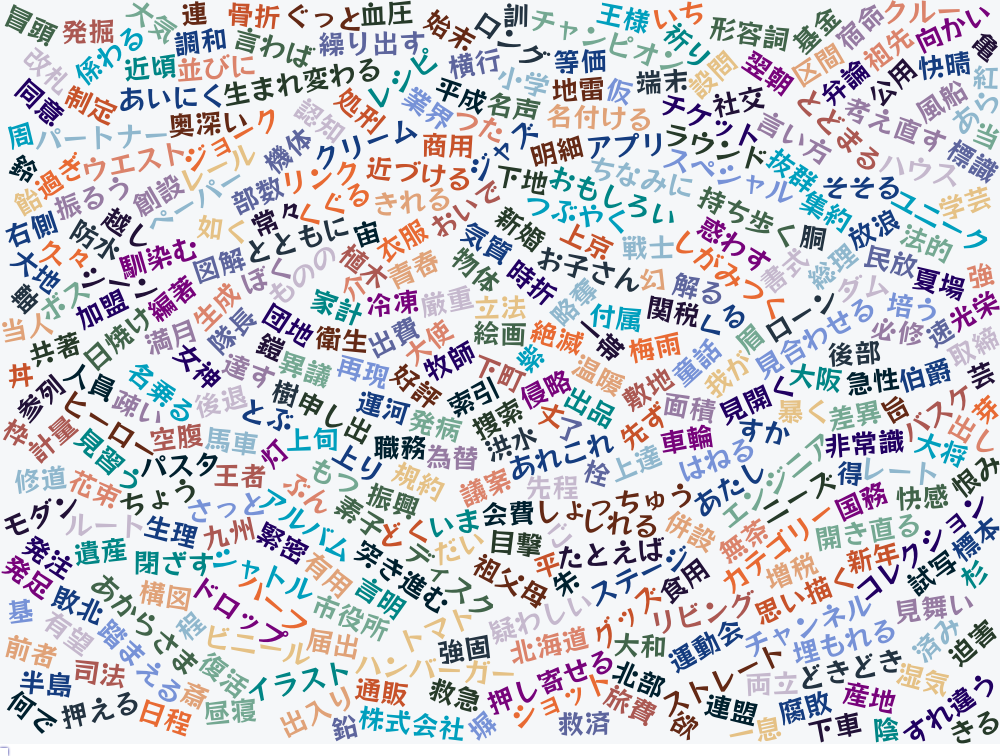 冒頭
発掘
大気
連
骨折
ぐっと
血圧
始末
ロング
訓
チャンピオン
王様
いち
祈り
形容詞
基金
宿命
クルー
向かい
亀
改札
係わる
近頃
調和
並びに
言わば
繰り出す
レシピ
横行
小学
等価
地雷
仮
端末
設問
翌朝
区間
祖先
弁論
公用
快晴
紅
同意
制定
あいにく
生まれ変わる
処刑
業界
平成
名声
名付ける
チケット
社交
とどまる
考え直す
風船
あら
当
周
パートナー
奥深い
認知
つた
商用
シャベル
明細
アプリ
ラウンド
言い方
ハウス
標識
鈴
過ぎ
ウエスト
ジョーク
機体
クリーム
近づける
下地
ちなみに
スペシャル
抜群
そそる
ユニーク
学芸
飴
振るう
創設
レール
部数
リンク
きれる
おいど
おもしろい
つぶやく
持ち歩く
集約
放浪
法的
右側
防水
越し
ペーパー
如く
常々
くぐる
衣服
気質
新婚
上京
戦士
しがみつく
惑わす
胴
総理
民放
夏場
強
大地
久々
馴染む
図解
とともに
宙
植木
青春
物体
時折
お子さん
幻
解る
書式
ダム
培う
光栄
軸
ボス
シャン
加盟
編著
ぼく
ものの
介入
冷凍
厳重
立法
略奪
付属
関税
くる
ローン
必修
速
取締
当人
共著
日焼け
満月
生成
隊長
団地
家計
衛生
出費
大使
絵画
絶滅
一帯
梅雨
童話
眉
見合わせる
後部
丼
参列
人員
女神
鎧
異議
再現
好評
牧師
下町
紫
温暖
敷地
我が
大阪
急性
伯爵
芸
枠
計量
ヒーロー
名乗る
疎い
達す
後退
樹
申し出
運河
発病
索引
捜索
侵略
出品
面積
見開く
暴く
差異
旨
バスケ
芽
出し
見習う
空腹
馬車
とぶ
灯
上旬
職務
為替
洪水
丈
了
あれこれ
先ず
車輪
すか
非常識
大将
修道
花束
パスタ
王者
上り
規約
議案
先程
栓
上達
はねる
エンジニア
得
レート
快感
恨み
モダン
ルート
ちょう
さっと
ぶん
もつ
振興
いま
会費
しょっちゅう
しれる
あたし
ニーズ
国務
発注
遺産
生理
九州
アルバム
緊密
素子
どく
だい
目撃
ご
たとえば
併設
無茶
カテゴリー
開き直る
クション
標本
発足
閉ざす
シャトル
有用
突き進む
ディスク
祖父母
平
朱
ステージ
食用
増税
新年
コレ
試写
杉
基
敗北
あからさま
構図
ドロップ
ハーフ
市役所
言明
トマト
疑わしい
グッズ
リビング
思い描く
チャンネル
見舞い
前者
有望
踏まえる
程
ビニール
届出
強固
北海道
大和
運動会
埋もれる
済み
迫害
半島
司法
復活
イラスト
ハンバーガー
押し寄せる
北部
ストレート
両立
どきどき
湿気
何で
押える
日程
斎
昼寝
出入り
鉛
通販
株式会社
救急
堀
ショット
救済
旅費
欲
連盟
一息
腐敗
下車
産地
陰
すれ違う
きる